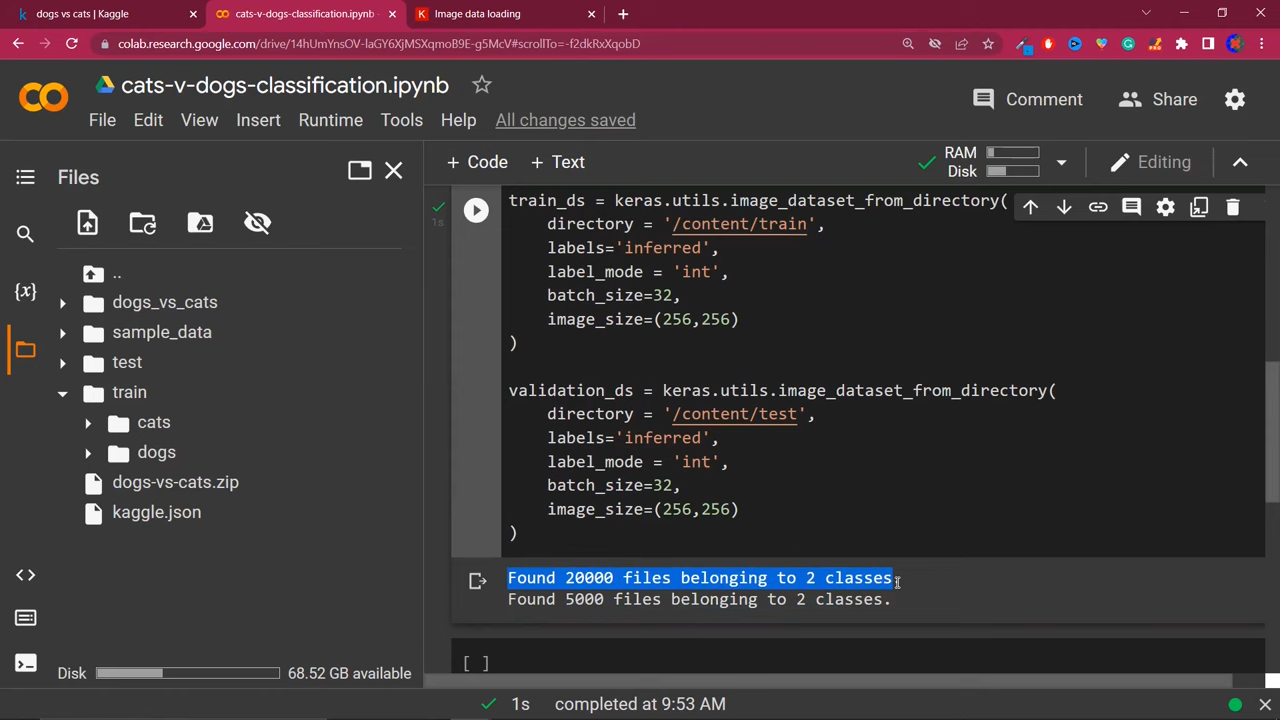 dogs vs cats | Kaggle
cats-v-dogs-classification.ipynb
Image data loading
colab.research.google.com/drive/14hUmYnsOV-laGY6XjMSXqmoB9E-g5McV#scrollTo=-f2dkRxXqobD
cats-v-dogs-classification.ipynb
Comment
Share
File Edit View Insert Runtime Tools Help All changes saved
Files
+ Code + Text
RAM
Disk
Editing
..
dogs_vs_cats
sample_data
test
train
cats
dogs
dogs-vs-cats.zip
kaggle.json
Disk
68.52 GB available
1s
train_ds = keras.utils.image_dataset_from_directory(
directory = '/content/train',
labels='inferred',
label_mode = 'int',
batch_size=32,
image_size=(256,256)
)
validation_ds = keras.utils.image_dataset_from_directory(
directory = '/content/test',
labels='inferred',
label_mode = 'int',
batch_size=32,
image_size=(256,256)
)
Found 20000 files belonging to 2 classes.
Found 5000 files belonging to 2 classes.
[ ]
1s completed at 9:53 AM